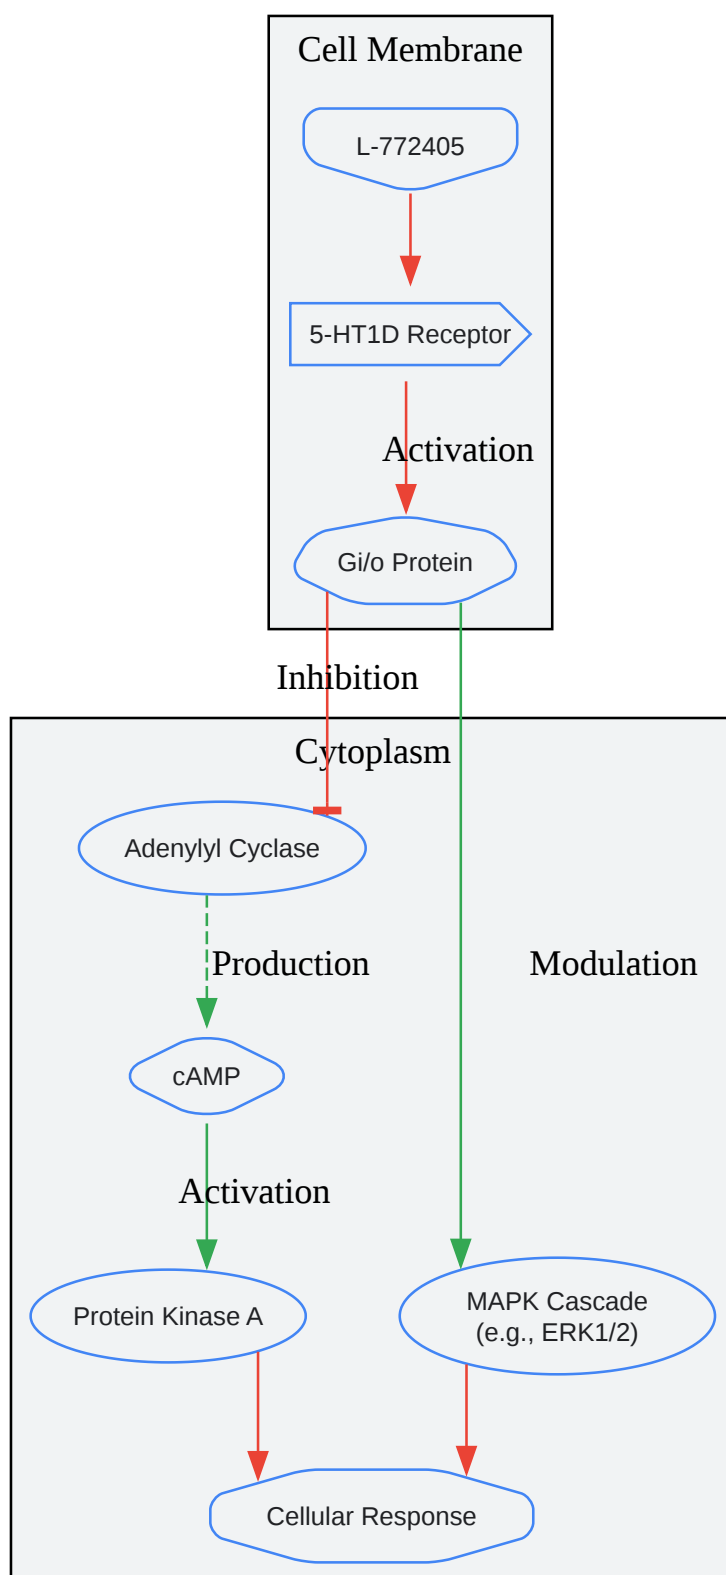 Cell Membrane
L-772405
5-HT1D Receptor
Activation
Gi/o Protein
Inhibition
Cytoplasm
Adenylyl Cyclase
Production
Modulation
cAMP
Activation
Protein Kinase A
MAPK Cascade
(e.g., ERK1/2)
Cellular Response